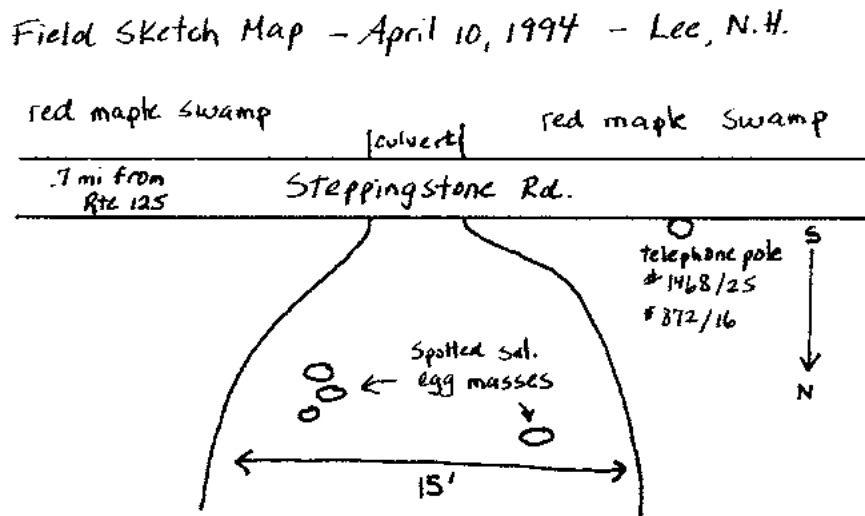 Field Sketch Map - April 10, 1994 - Lee, N.H.
red maple swamp
red maple swamp
culvert
.7 mi from
Rte 125
Steppingstone Rd.
telephone pole
# 1468/25
# 872/16
S
N
Spotted sal.
egg masses
15'